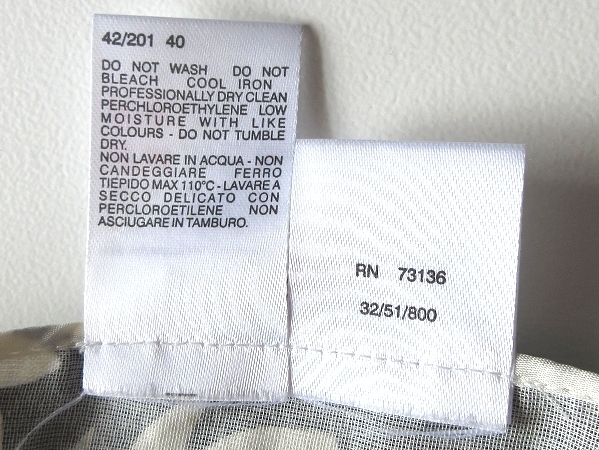 42/201 40
DO NOT WASH DO NOT
BLEACH COOL IRON
PROFESSIONALLY DRY CLEAN
PERCHLOROETHYLENE LOW
MOISTURE WITH LIKE
COLOURS - DO NOT TUMBLE
DRY.
NON LAVARE IN ACQUA - NON
CANDEGGIARE FERRO
TIEPIDO MAX 110°C - LAVARE A
SECCO DELICATO CON
PERCLOROETILENE NON
ASCIUGARE IN TAMBURO.
RN 73136
32/51/800